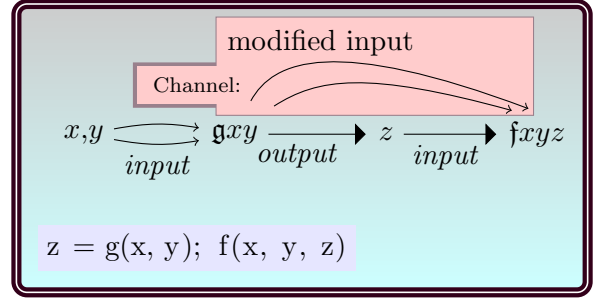 modified input
Channel:
x,y 𝔤xy z 𝔣xyz
input output input
z = g(x, y); f(x, y, z)